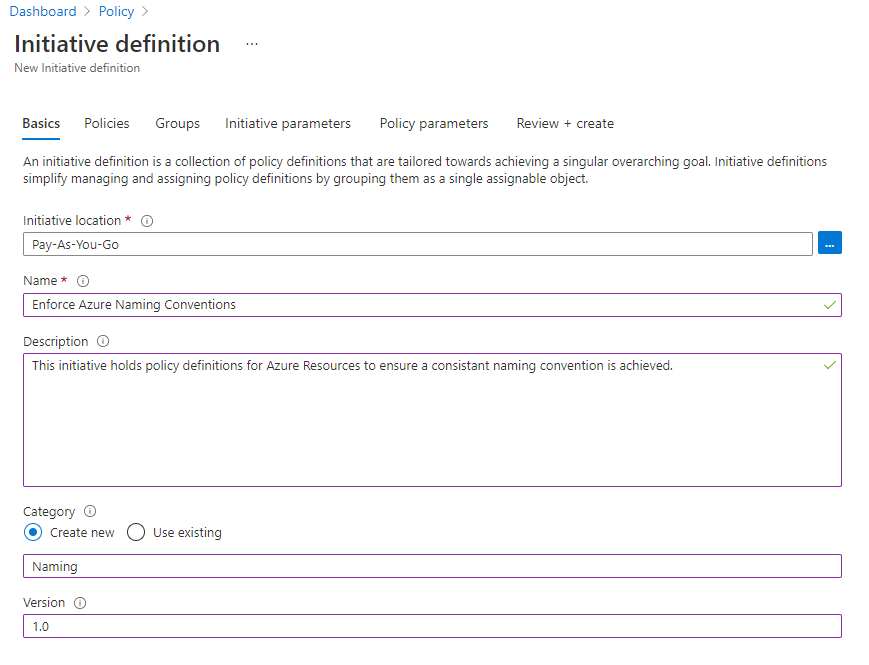 Dashboard > Policy >
Initiative definition ...
New Initiative definition
Basics Policies Groups Initiative parameters Policy parameters Review + create
An initiative definition is a collection of policy definitions that are tailored towards achieving a singular overarching goal. Initiative definitions
simplify managing and assigning policy definitions by grouping them as a single assignable object.
Initiative location *
Pay-As-You-Go ...
Name *
Enforce Azure Naming Conventions
Description
This initiative holds policy definitions for Azure Resources to ensure a consistant naming convention is achieved.
Category
Create new Use existing
Naming
Version
1.0